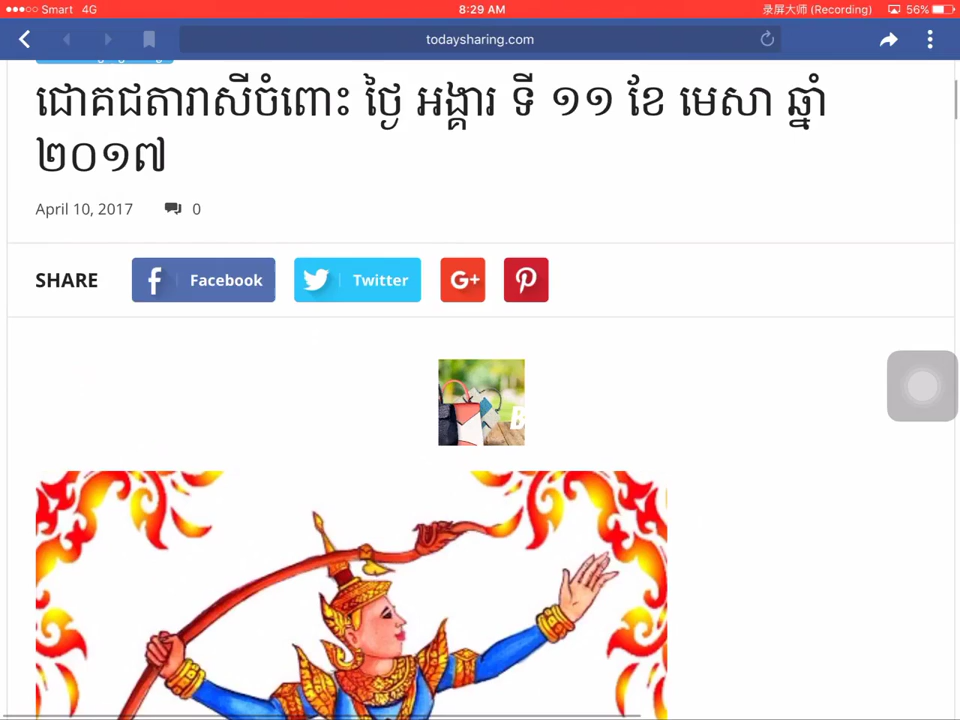 Smart 4G 8:29 AM 录屏大师 (Recording) 56%
todaysharing.com
ជោគជតារាសីចំពោះ ថ្ងៃ អង្គារ ទី ១១ ខែ មេសា ឆ្នាំ
២០១៧
April 10, 2017 0
SHARE Facebook Twitter G+